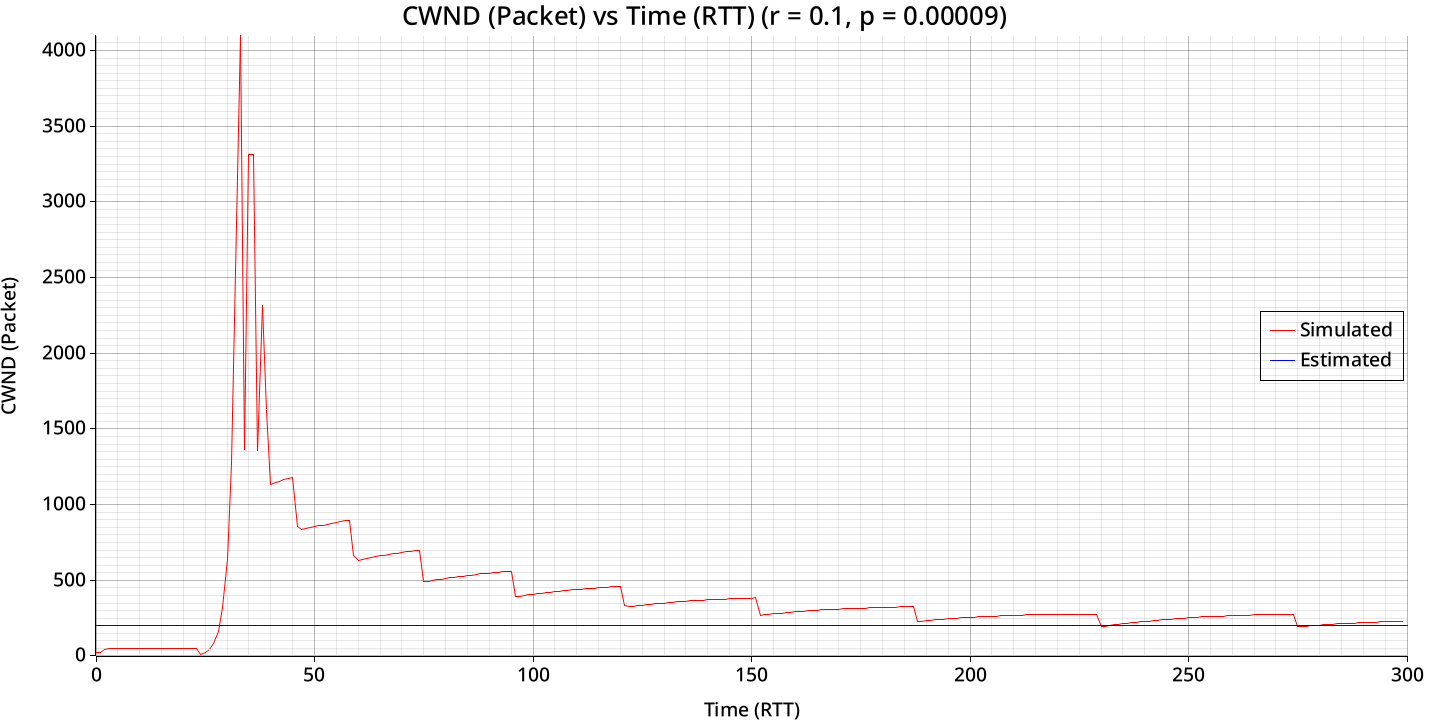 CWND (Packet) vs Time (RTT) (r = 0.1, p = 0.00009)
4000
3500
3000
2500
2000
1500
1000
500
0
CWND (Packet)
Simulated
Estimated
0 50 100 150 200 250 300
Time (RTT)